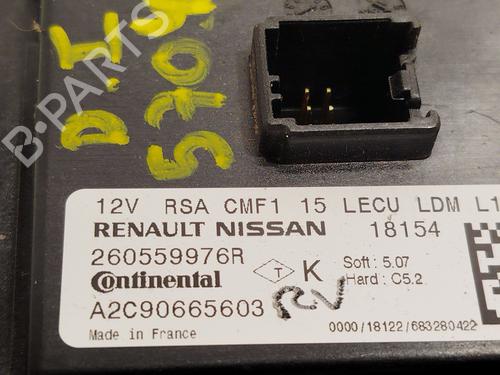 5704
B-PARTS
12V RSA CMF1 15 LECU LDM L1
RENAULT NISSAN 18154
260559976R
Continental T K Soft : 5.07
Hard : C5.2
A2C90665603
Made in France 0000/18122/683280422